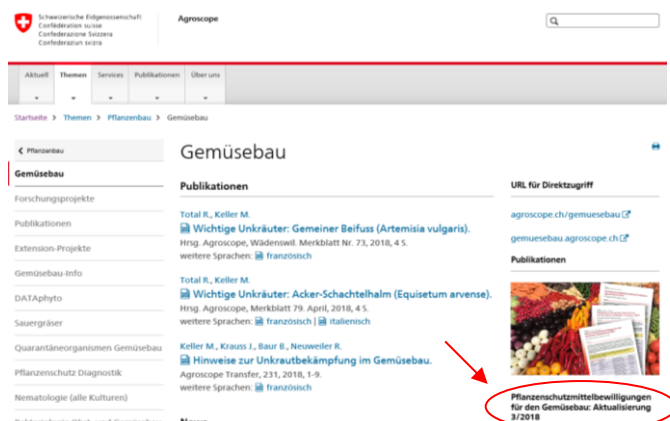 Schweizerische Eidgenossenschaft
Confédération suisse
Confederazione Svizzera
Confederaziun svizra
Agroscope
Aktuell Themen Services Publikationen Über uns
Startseite > Themen > Pflanzenbau > Gemüsebau
Pflanzenbau
Gemüsebau
Forschungsprojekte
Publikationen
Extension-Projekte
Gemüsebau-Info
DATAphyto
Sauergräser
Quarantäneorganismen Gemüsebau
Pflanzenschutz Diagnostik
Nematologie (alle Kulturen)
Gemüsebau
Publikationen
Total R., Keller M.
Wichtige Unkräuter: Gemeiner Beifuss (Artemisia vulgaris).
Hrsg. Agroscope, Wädenswil. Merkblatt Nr. 73, 2018, 4 S.
weitere Sprachen: französisch
Total R., Keller M.
Wichtige Unkräuter: Acker-Schachtelhalm (Equisetum arvense).
Hrsg. Agroscope, Merkblatt 79. April, 2018, 4 S.
weitere Sprachen: französisch | italienisch
Keller M., Krauss J., Baur B., Neuweiler R.
Hinweise zur Unkrautbekämpfung im Gemüsebau.
Agroscope Transfer, 231, 2018, 1-9.
weitere Sprachen: französisch
URL für Direktzugriff
agroscope.ch/gemuesebau
gemuesebau.agroscope.ch
Publikationen
Pflanzenschutzmittelbewilligungen
für den Gemüsebau: Aktualisierung
3/2018